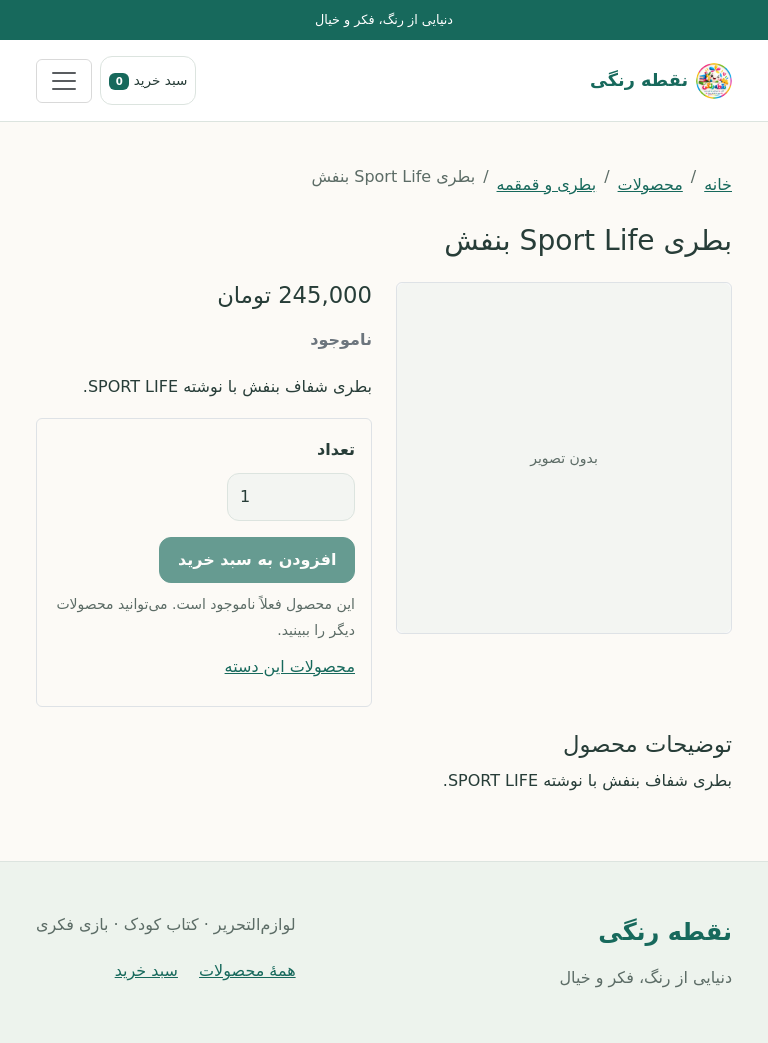 دنیایی از رنگ، فکر و خیال
نقطه رنگی
سبد خرید 0
خانه / محصولات / بطری و قمقمه / بطری Sport Life بنفش
بطری Sport Life بنفش
بدون تصویر
245,000 تومان
ناموجود
بطری شفاف بنفش با نوشته SPORT LIFE.
تعداد
1
افزودن به سبد خرید
این محصول فعلاً ناموجود است. می‌توانید محصولات
دیگر را ببینید.
محصولات این دسته
توضیحات محصول
بطری شفاف بنفش با نوشته SPORT LIFE.
نقطه رنگی
دنیایی از رنگ، فکر و خیال
لوازم‌التحریر · کتاب کودک · بازی فکری
همهٔ محصولات سبد خرید